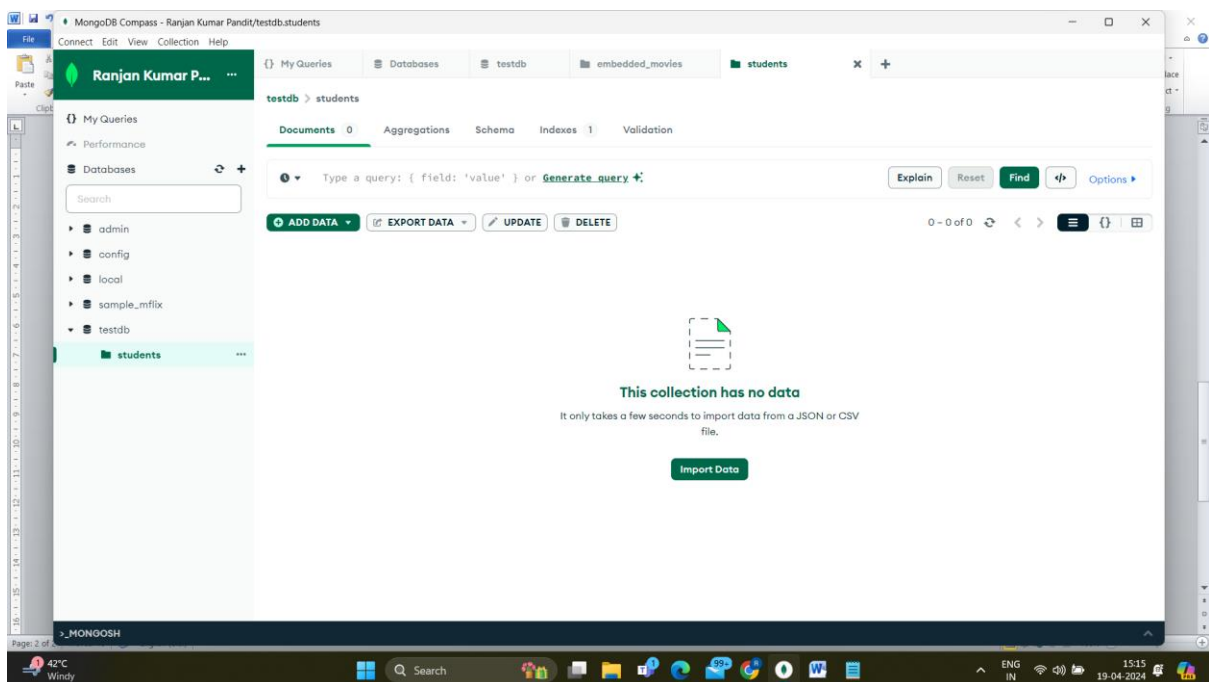 MongoDB Compass - Ranjan Kumar Pandit/testdb.students
File
Connect Edit View Collection Help
Paste
Ranjan Kumar P... ...
{} My Queries Databases testdb embedded_movies students
testdb > students
{} My Queries
Performance
Databases
Search
admin
config
local
sample_mflix
testdb
students
Documents 0 Aggregations Schema Indexes 1 Validation
Type a query: { field: 'value' } or Generate query
Explain Reset Find </> Options
ADD DATA EXPORT DATA UPDATE DELETE
0 – 0 of 0
This collection has no data
It only takes a few seconds to import data from a JSON or CSV
file.
Import Data
>_MONGOSH
Page: 2 of
42°C
Windy
Search
99+
ENG
IN
15:15
19-04-2024